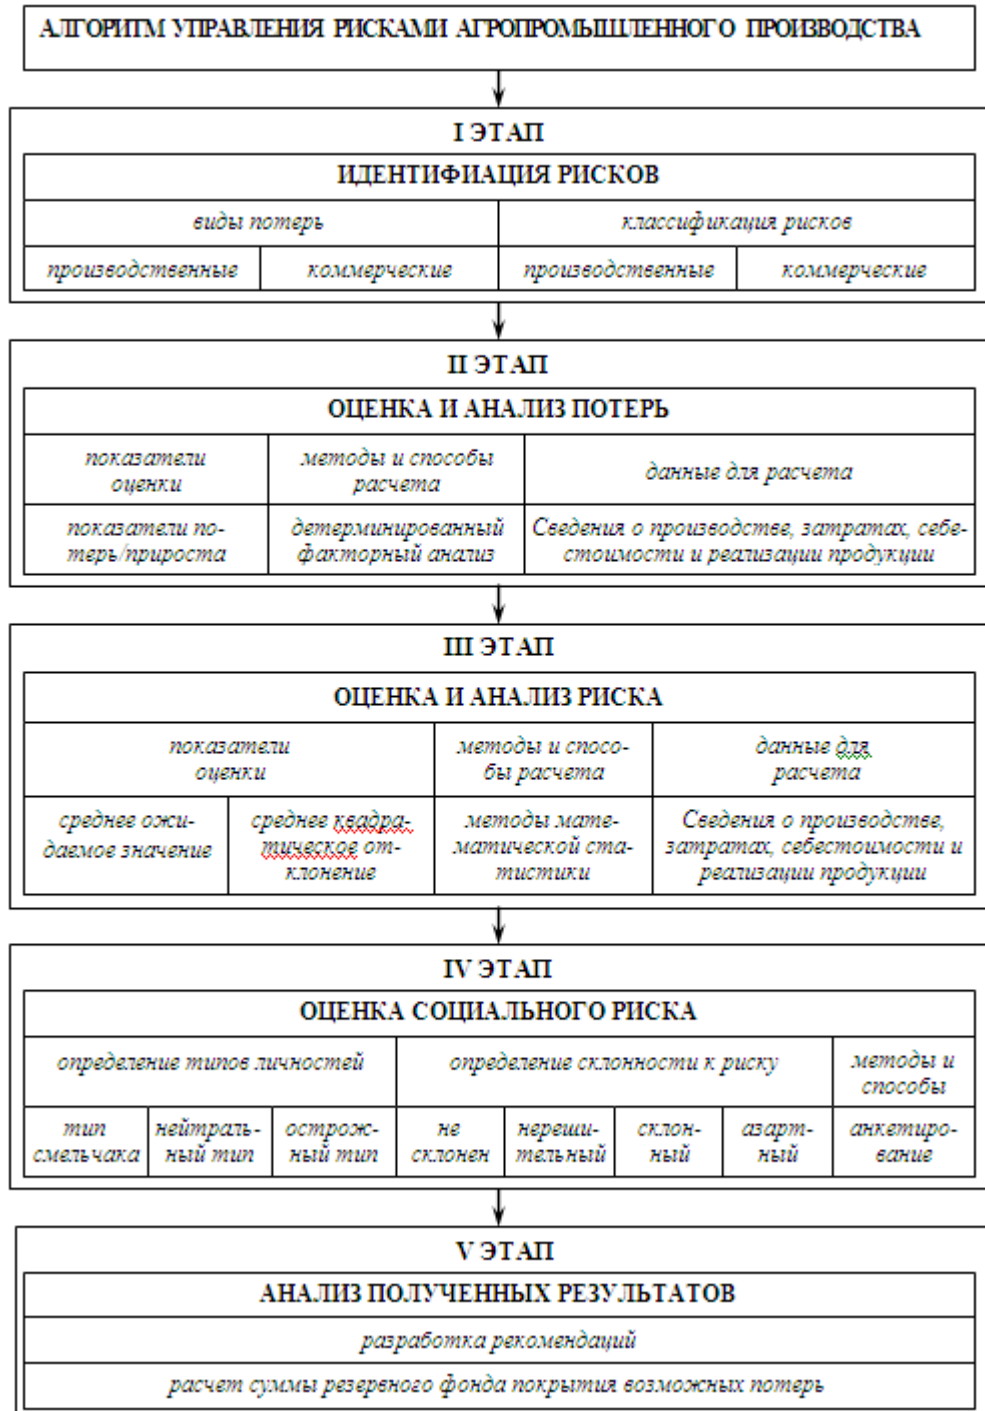 АЛГОРИТМ УПРАВЛЕНИЯ РИСКАМИ АГРОПРОМЫШЛЕННОГО ПРОИЗВОДСТВА
I ЭТАП
ИДЕНТИФИАЦИЯ РИСКОВ
виды потерь
классификация рисков
производственные
коммерческие
производственные
коммерческие
II ЭТАП
ОЦЕНКА И АНАЛИЗ ПОТЕРЬ
показатели
оценки
методы и способы
расчета
данные для расчета
показатели по-
терь/прироста
детерминированный
факторный анализ
Сведения о производстве, затратах, себе-
стоимости и реализации продукции
III ЭТАП
ОЦЕНКА И АНАЛИЗ РИСКА
показатели
оценки
методы и спосо-
бы расчета
данные для
расчета
среднее ожи-
даемое значение
среднее квадра-
тическое от-
клонение
методы мате-
матической ста-
тистики
Сведения о производстве,
затратах, себестоимости и
реализации продукции
IV ЭТАП
ОЦЕНКА СОЦИАЛЬНОГО РИСКА
определение типов личностей
определение склонности к риску
методы и
способы
тип
смельчака
нейтраль-
ный тип
острож-
ный тип
не
склонен
нереши-
тельный
склон-
ный
азарт-
ный
анкетиро-
вание
V ЭТАП
АНАЛИЗ ПОЛУЧЕННЫХ РЕЗУЛЬТАТОВ
разработка рекомендаций
расчет суммы резервного фонда покрытия возможных потерь